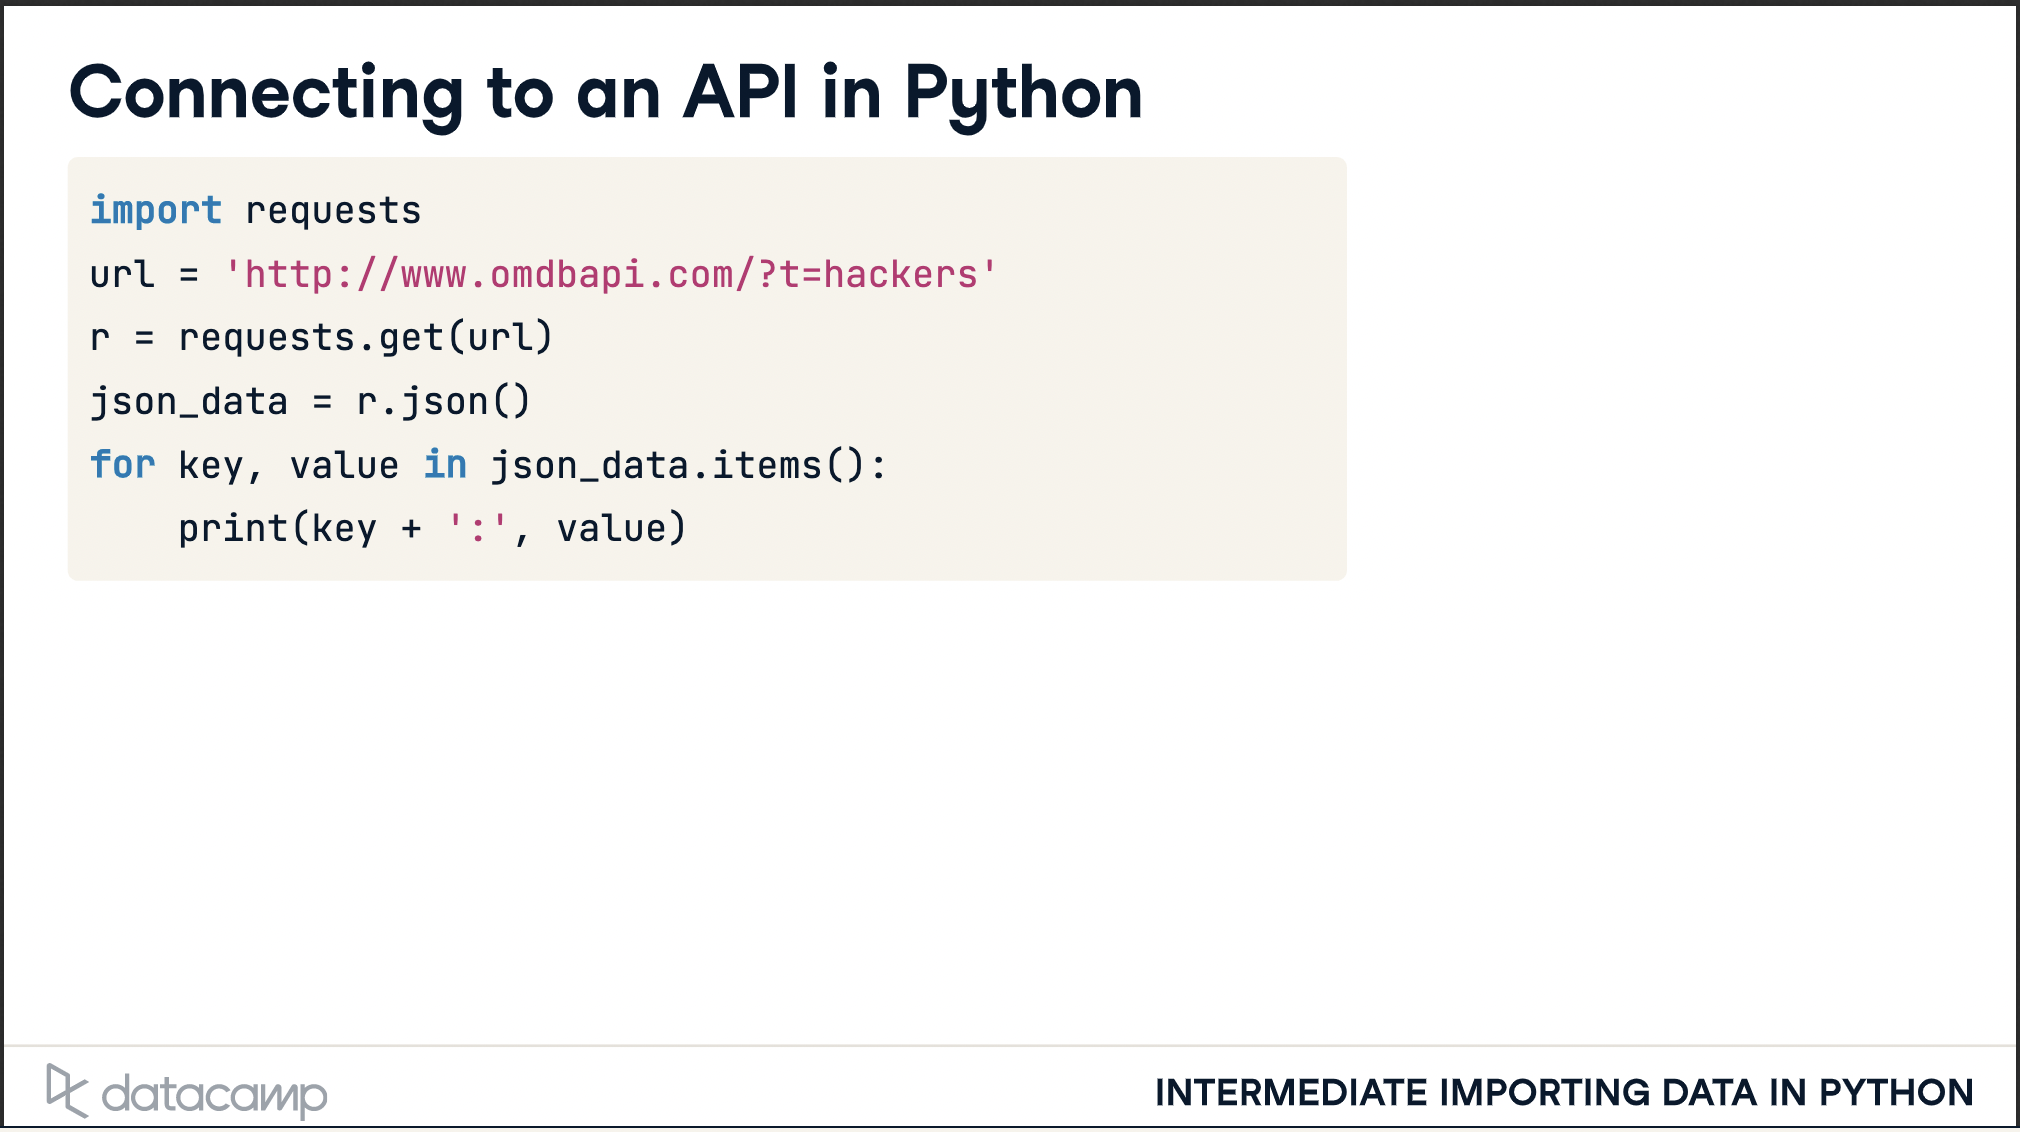 Connecting to an API in Python
import requests
url = 'http://www.omdbapi.com/?t=hackers'
r = requests.get(url)
json_data = r.json()
for key, value in json_data.items():
    print(key + ':', value)
datacamp
INTERMEDIATE IMPORTING DATA IN PYTHON